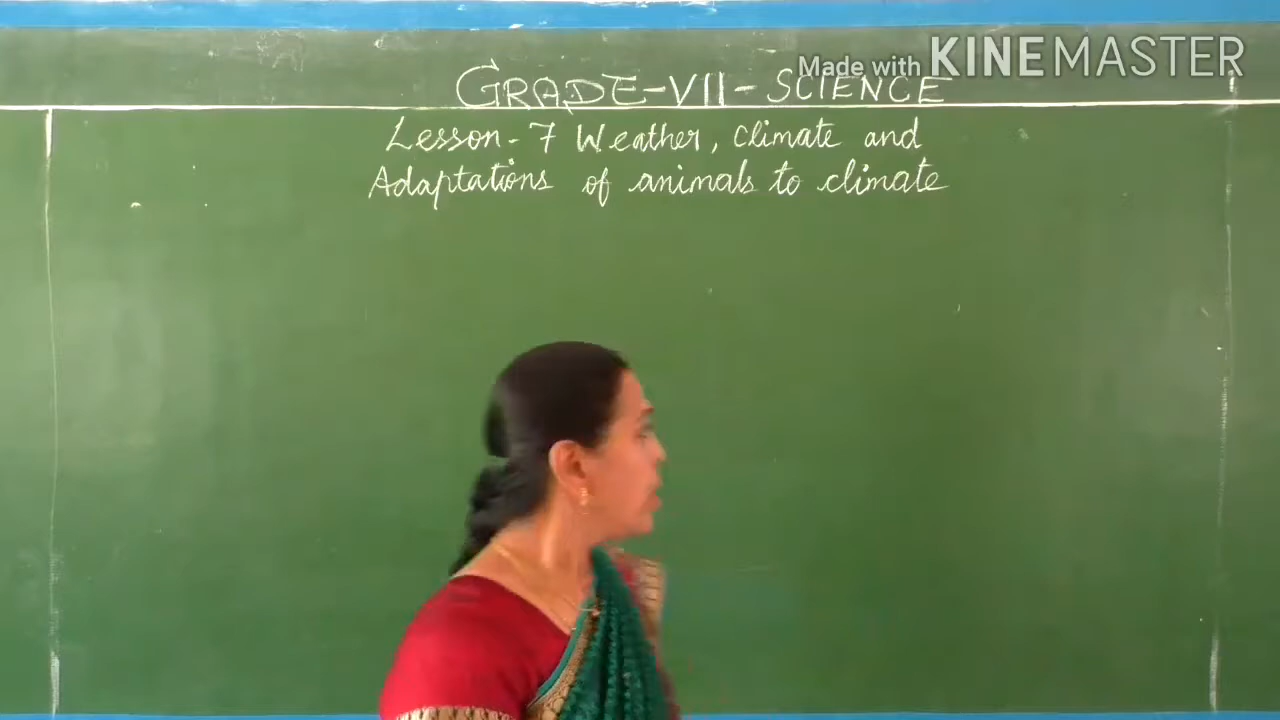 Made with KINEMASTER
GRADE-VII-SCIENCE
Lesson-7 Weather, Climate and
Adaptations of animals to climate